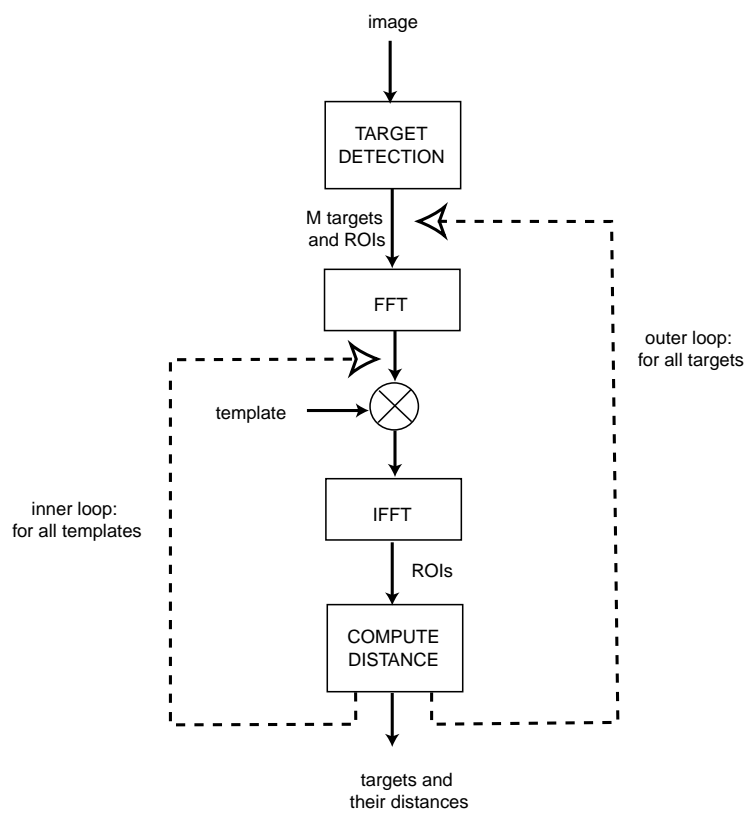 image
TARGET
DETECTION
M targets
and ROIs
FFT
outer loop:
for all targets
template
inner loop:
for all templates
IFFT
ROIs
COMPUTE
DISTANCE
targets and
their distances